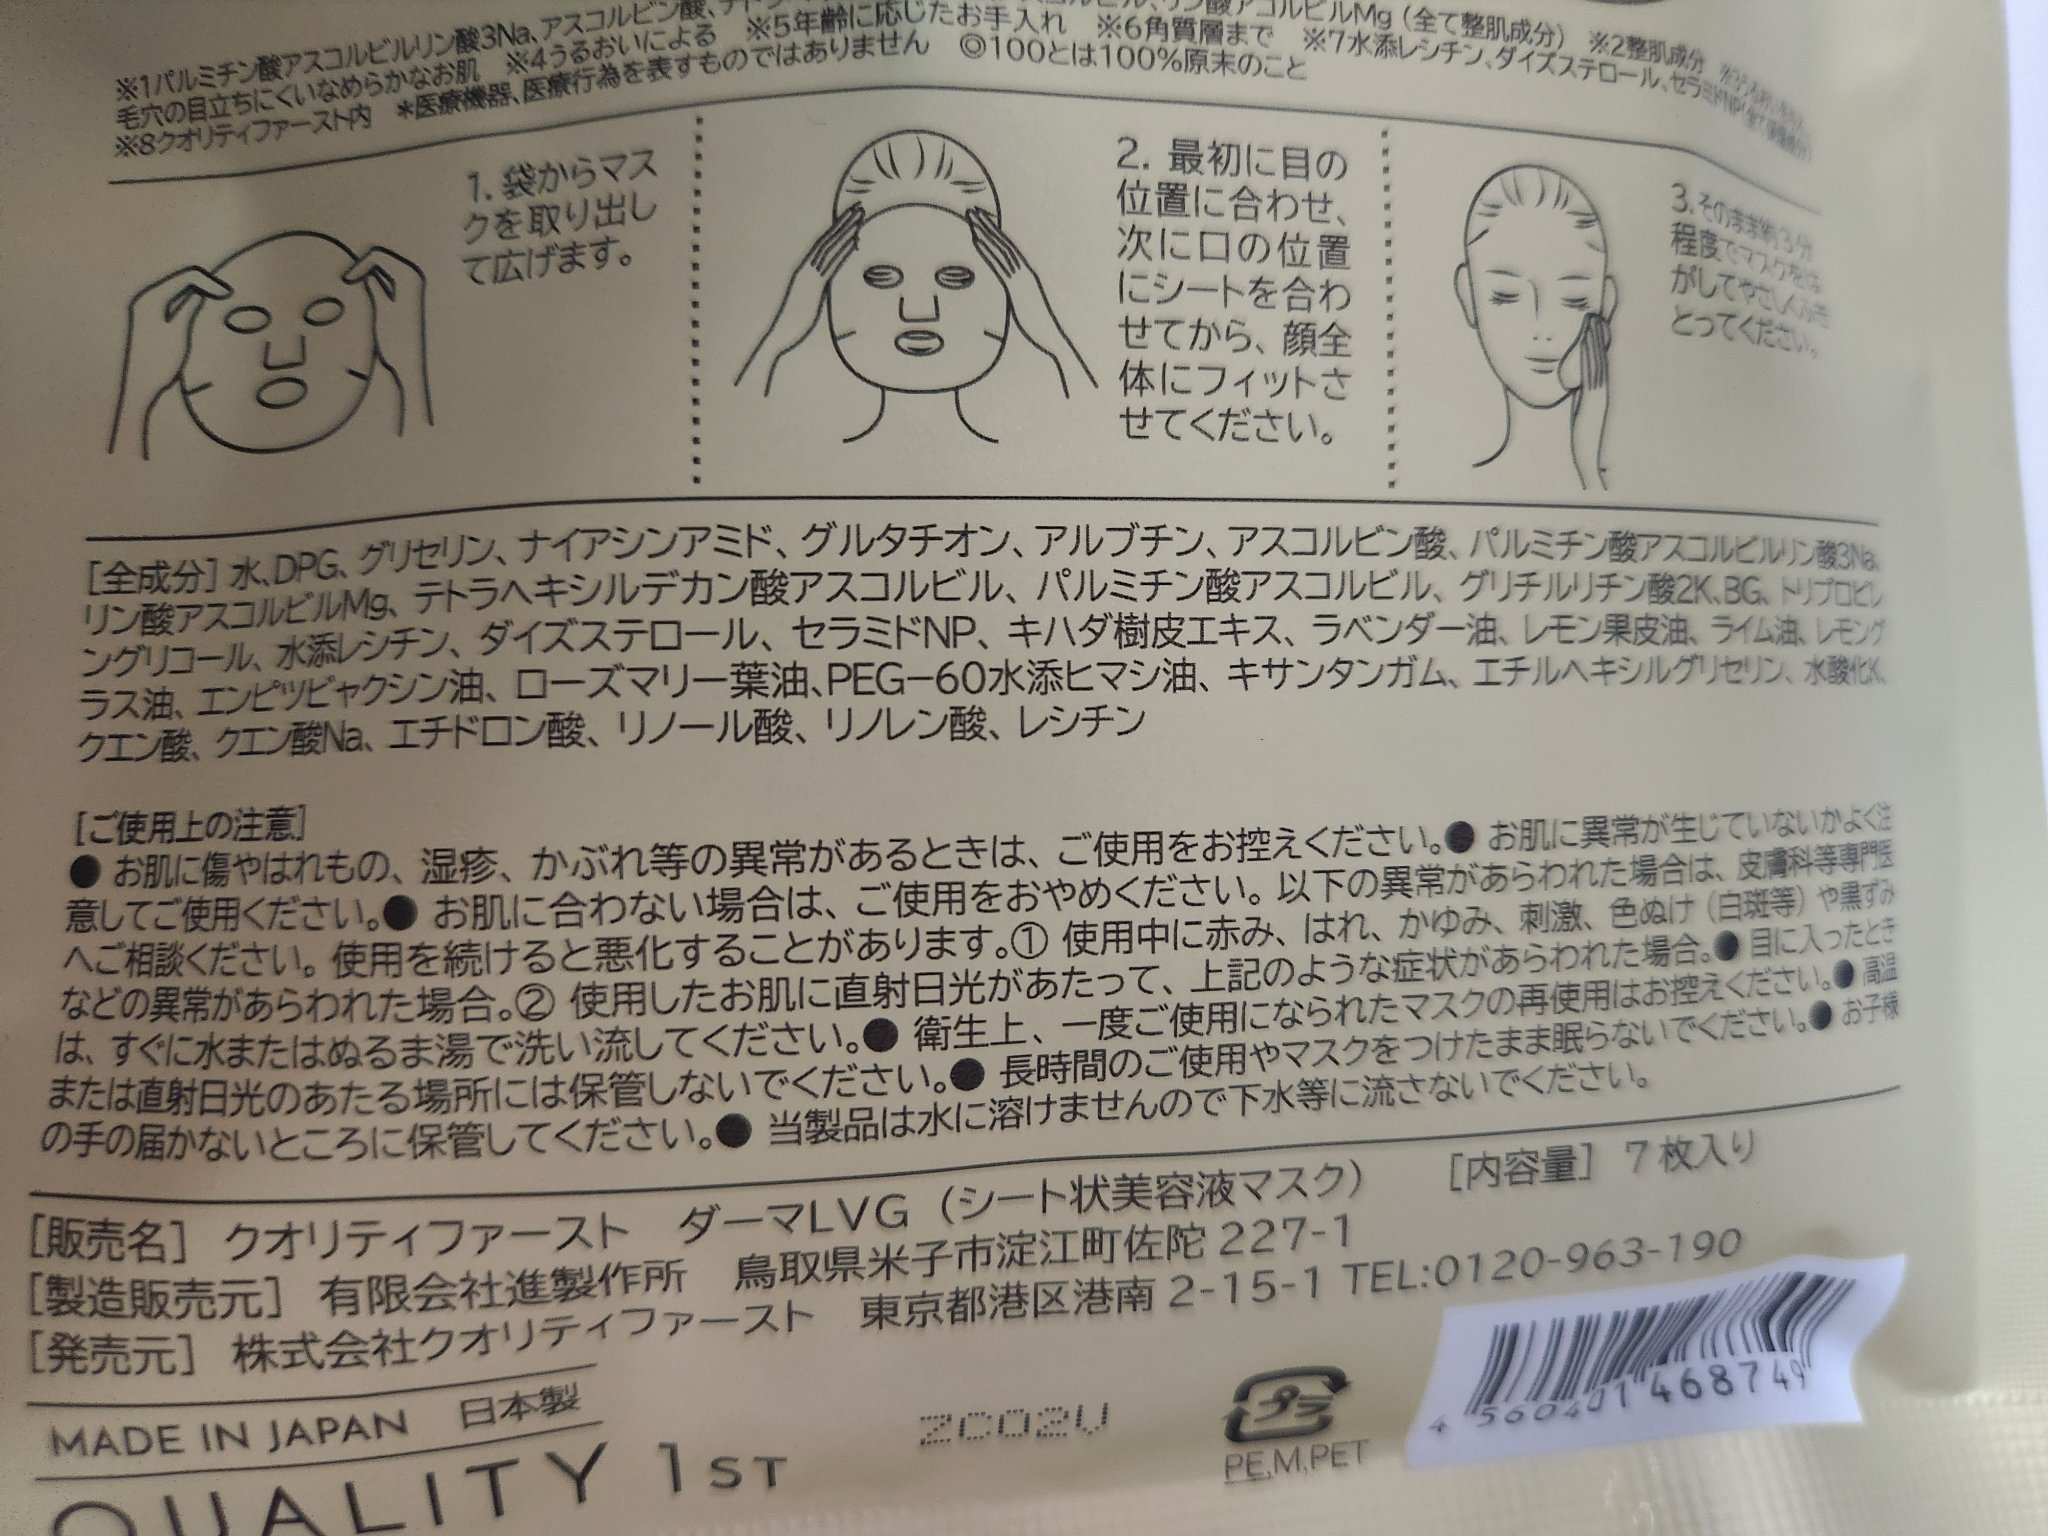 ※1パルミチン酸アスコルビルリン酸3Na、アスコルビン酸、 リン酸アスコルビルMg(全て整肌成分) ※2整肌成分
毛穴の目立ちにくいなめらかなお肌 ※4うるおいによる ※5年齢に応じたお手入れ ※6角質層まで ※7水添レシチン、ダイズステロール、セラミドNP
※8クオリティファースト内 *医療機器、医療行為を表すものではありません ◎100とは100%原末のこと
1. 袋からマス
クを取り出し
て広げます。
2. 最初に目の
位置に合わせ、
次に口の位置
にシートを合わ
せてから、顔全
体にフィットさ
せてください。
3. そのまま約3分
程度でマスクをは
がしてやさしくふき
とってください。
[全成分]水、DPG、グリセリン、ナイアシンアミド、グルタチオン、アルブチン、アスコルビン酸、パルミチン酸アスコルビルリン酸3Na、
リン酸アスコルビルMg、テトラヘキシルデカン酸アスコルビル、パルミチン酸アスコルビル、グリチルリチン酸2K、BG、トリプロピレ
ングリコール、水添レシチン、ダイズステロール、セラミドNP、キハダ樹皮エキス、ラベンダー油、レモン果皮油、ライム油、レモング
ラス油、エンピツビャクシン油、ローズマリー葉油、PEG-60水添ヒマシ油、キサンタンガム、エチルヘキシルグリセリン、水酸化K、
クエン酸、クエン酸Na、エチドロン酸、リノール酸、リノレン酸、レシチン
[ご使用上の注意]
● お肌に傷やはれもの、湿疹、かぶれ等の異常があるときは、ご使用をお控えください。● お肌に異常が生じていないかよく注
意してご使用ください。● お肌に合わない場合は、ご使用をおやめください。以下の異常があらわれた場合は、皮膚科等専門医
へご相談ください。使用を続けると悪化することがあります。① 使用中に赤み、はれ、かゆみ、刺激、色ぬけ(白斑等)や黒ずみ
などの異常があらわれた場合。② 使用したお肌に直射日光があたって、上記のような症状があらわれた場合。● 目に入ったとき
は、すぐに水またはぬるま湯で洗い流してください。● 衛生上、一度ご使用になられたマスクの再使用はお控えください。● 高温
または直射日光のあたる場所には保管しないでください。● 長時間のご使用やマスクをつけたまま眠らないでください。● お子様
の手の届かないところに保管してください。● 当製品は水に溶けませんので下水等に流さないでください。
[販売名] クオリティファースト ダーマLVG(シート状美容液マスク) [内容量] 7枚入り
[製造販売元] 有限会社進製作所 鳥取県米子市淀江町佐陀 227-1
[発売元] 株式会社クオリティファースト 東京都港区港南 2-15-1 TEL:0120-963-190
MADE IN JAPAN 日本製
ZC02U
プラ
PE,M,PET
4 560401 468749
QUALITY 1ST